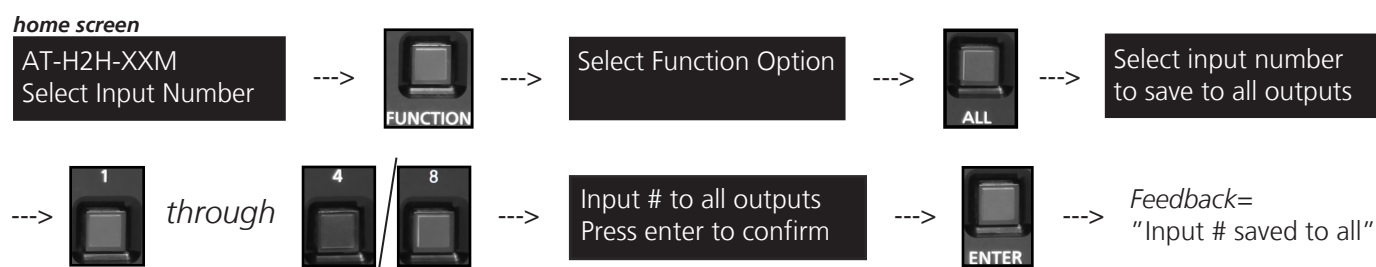 home screen
AT-H2H-XXM
Select Input Number
--->
FUNCTION
--->
Select Function Option
--->
ALL
--->
Select input number
to save to all outputs
--->
1
through
4
/
8
--->
Input # to all outputs
Press enter to confirm
--->
ENTER
--->
Feedback=
"Input # saved to all"